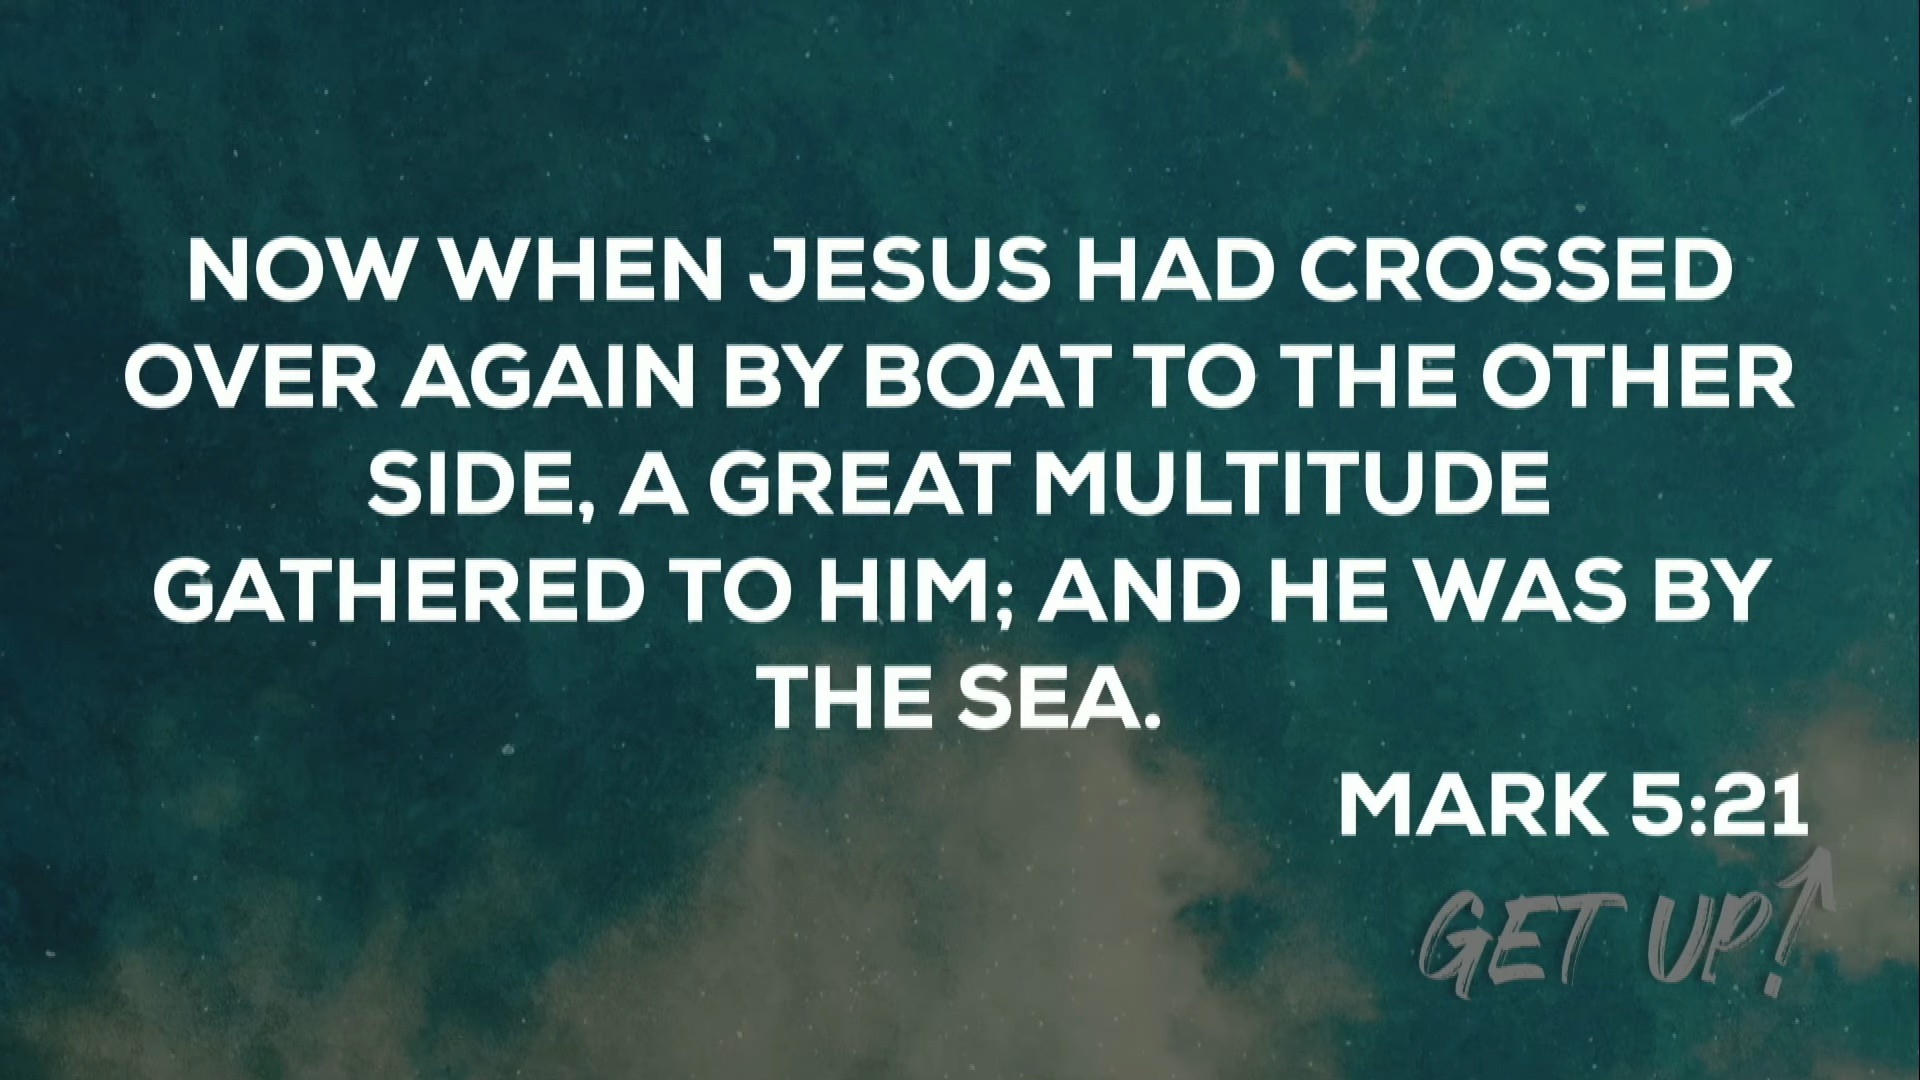 NOW WHEN JESUS HAD CROSSED
OVER AGAIN BY BOAT TO THE OTHER
SIDE, A GREAT MULTITUDE
GATHERED TO HIM; AND HE WAS BY
THE SEA.
MARK 5:21
GET UP!